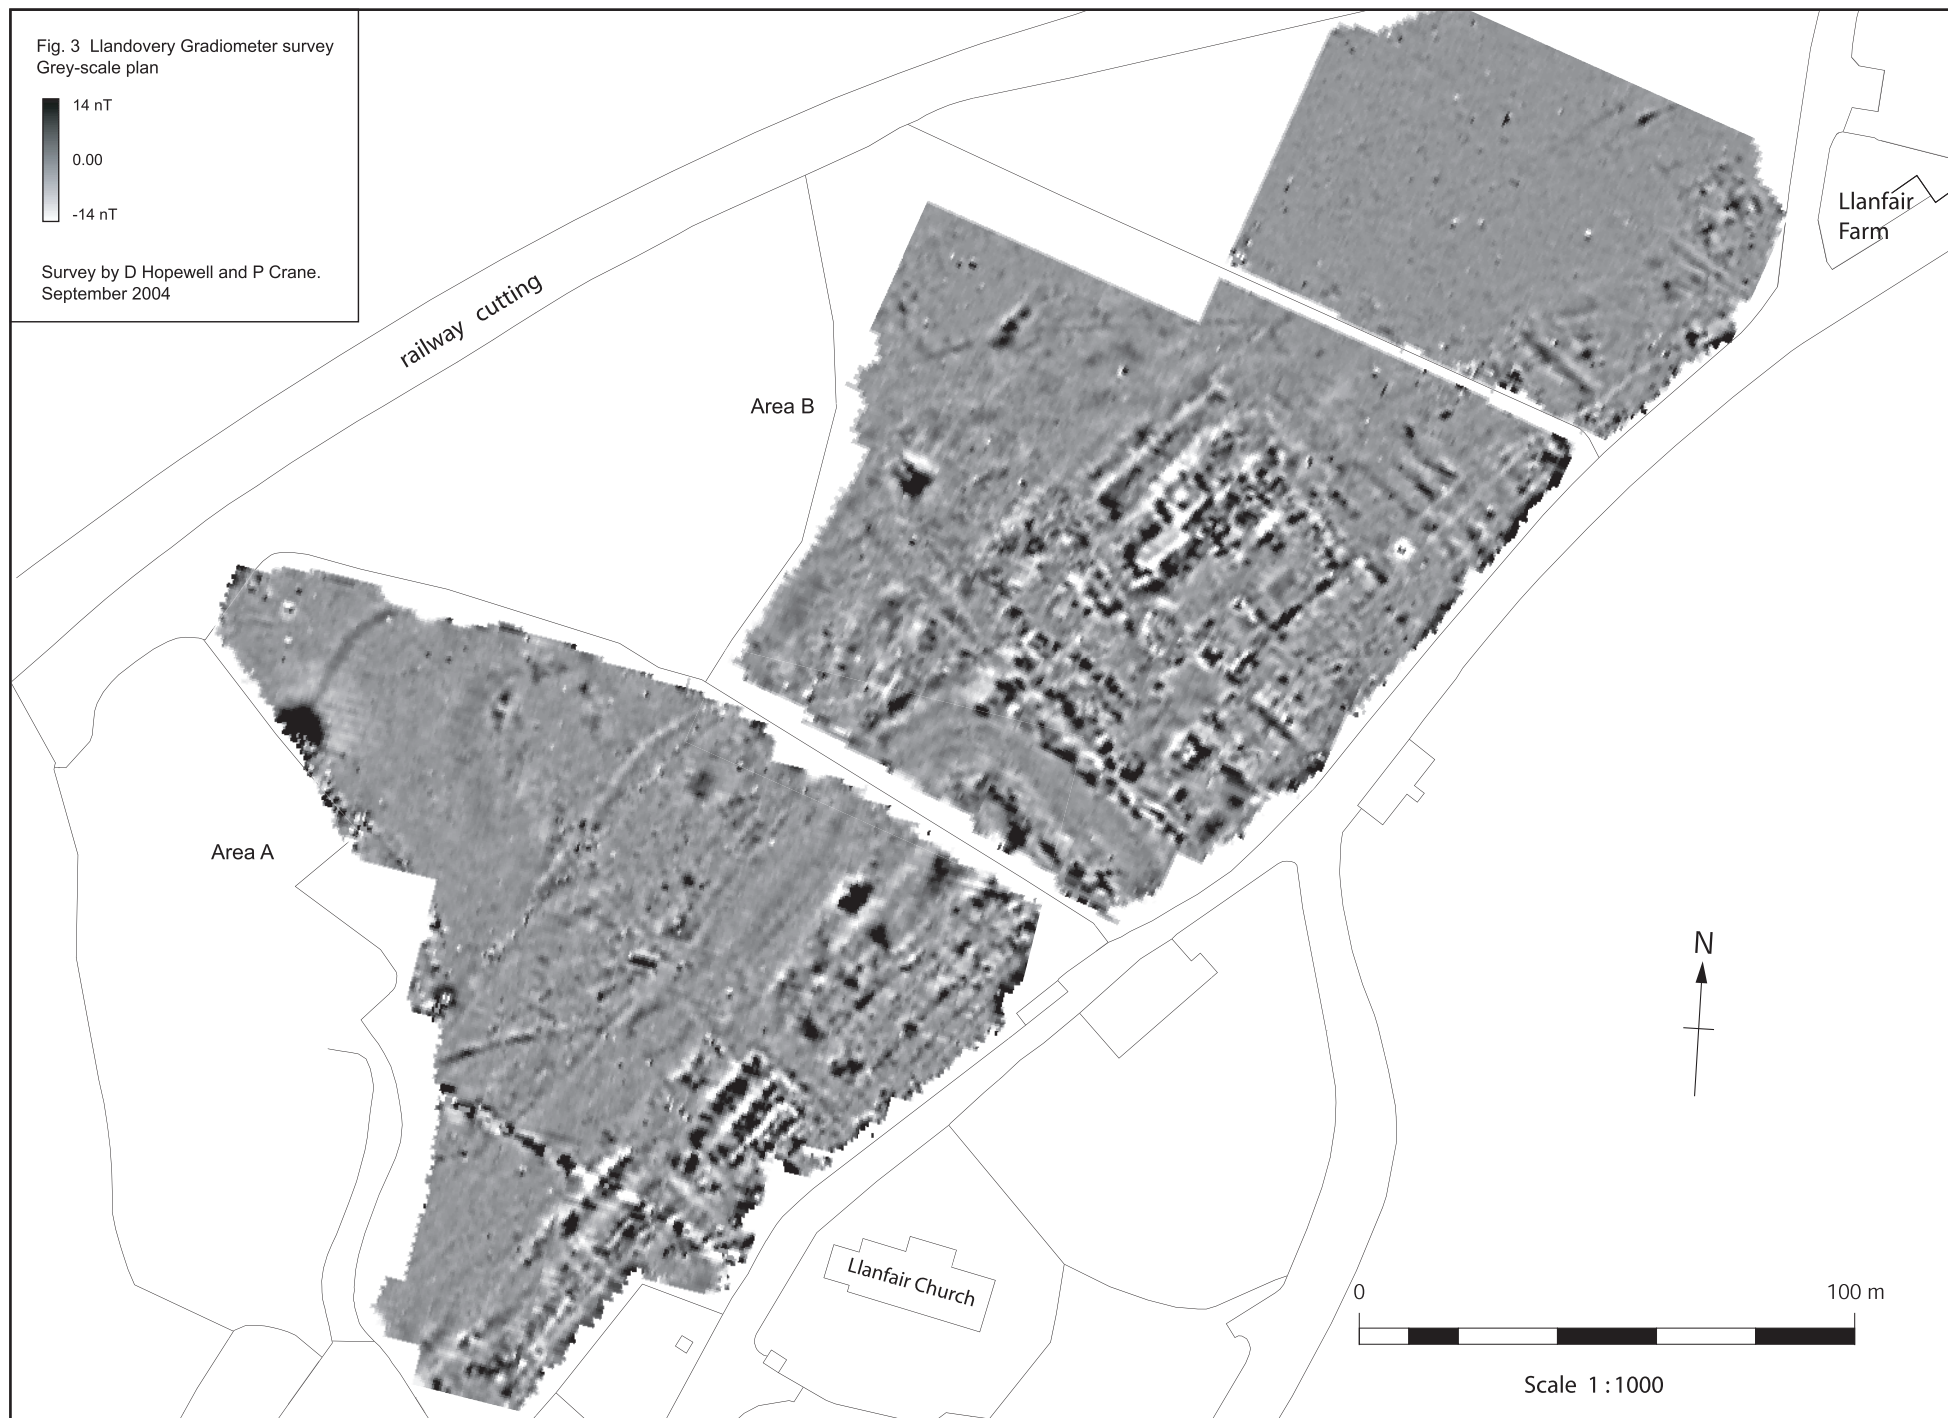 Fig. 3 Llandovery Gradiometer survey
Grey-scale plan
14 nT
0.00
-14 nT
Survey by D Hopewell and P Crane.
September 2004
railway cutting
Llanfair
Farm
Area B
Area A
N
Llanfair Church
0 100 m
Scale 1 : 1000